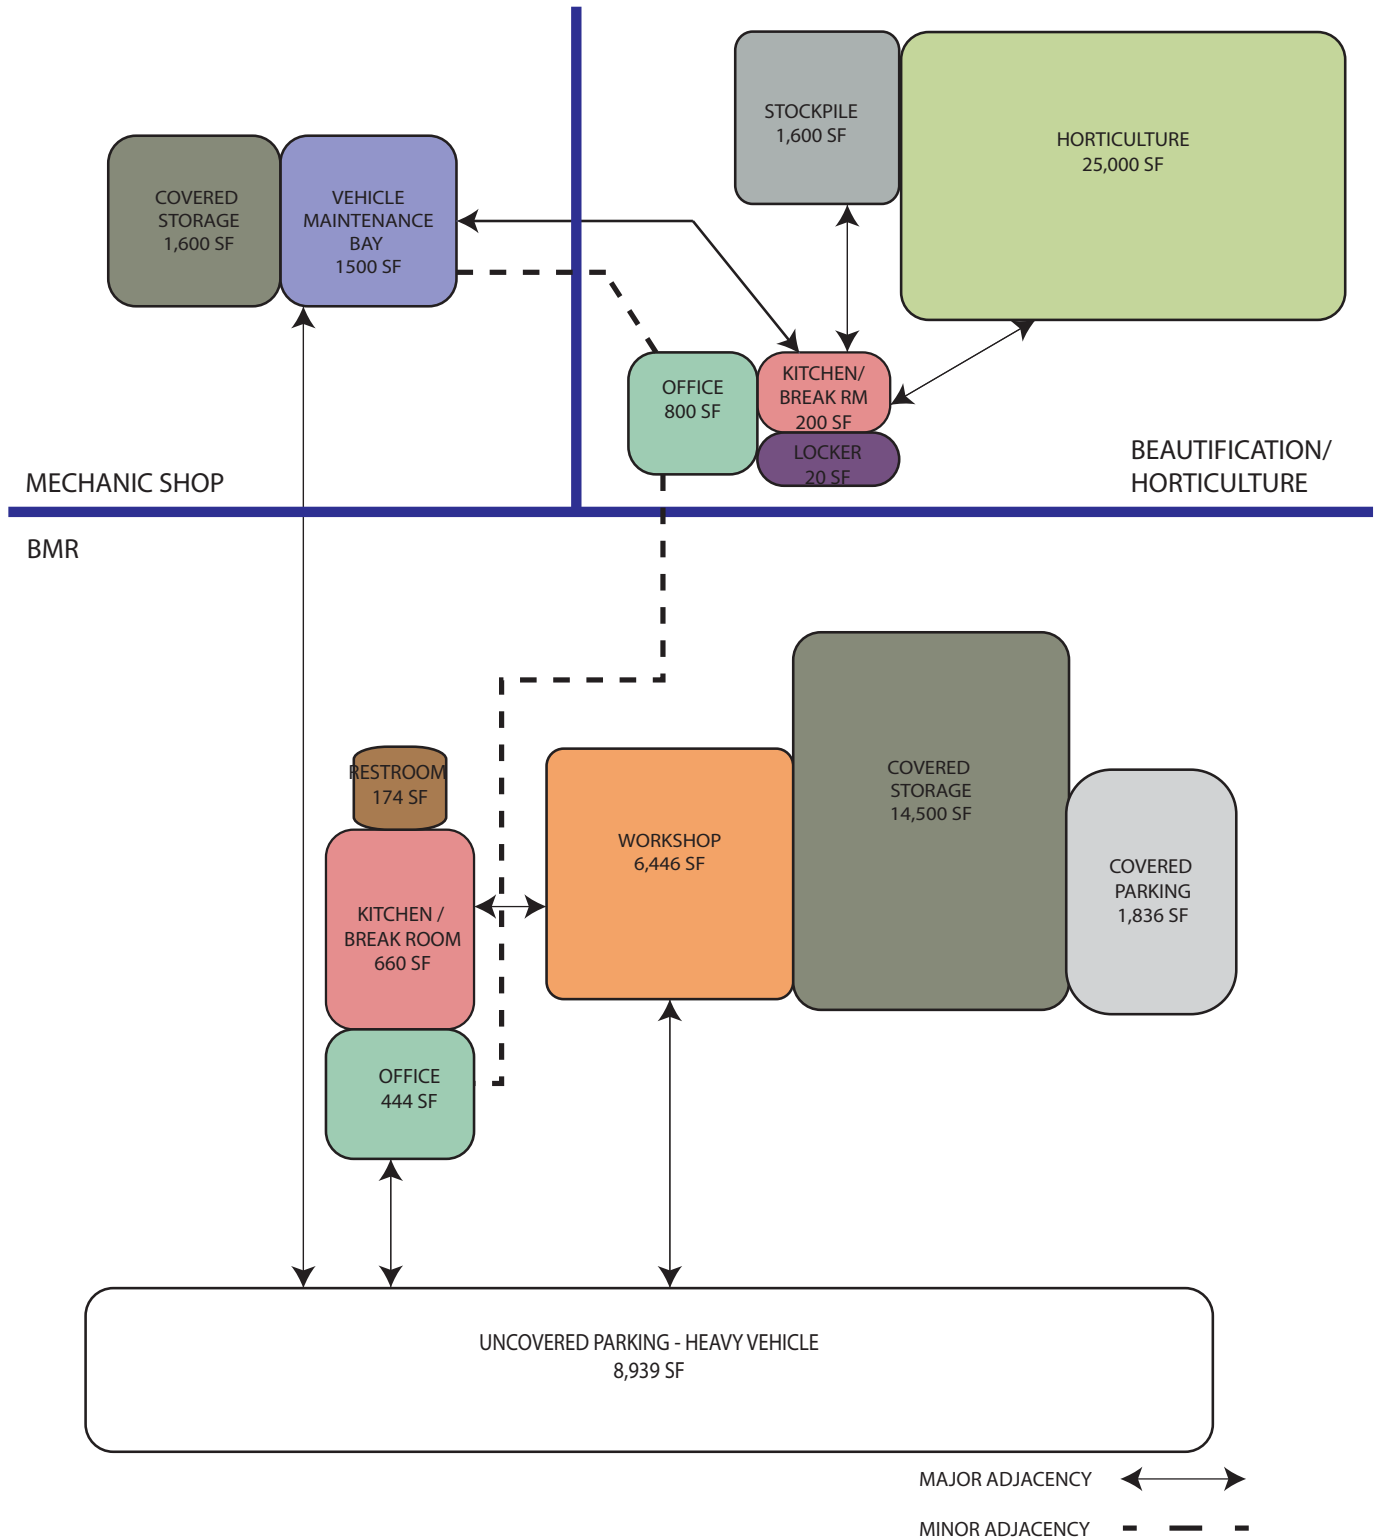 STOCKPILE
1,600 SF
HORTICULTURE
25,000 SF
COVERED
STORAGE
1,600 SF
VEHICLE
MAINTENANCE
BAY
1500 SF
OFFICE
800 SF
KITCHEN/
BREAK RM
200 SF
LOCKER
20 SF
MECHANIC SHOP
BEAUTIFICATION/
HORTICULTURE
BMR
RESTROOM
174 SF
KITCHEN /
BREAK ROOM
660 SF
OFFICE
444 SF
WORKSHOP
6,446 SF
COVERED
STORAGE
14,500 SF
COVERED
PARKING
1,836 SF
UNCOVERED PARKING - HEAVY VEHICLE
8,939 SF
MAJOR ADJACENCY
MINOR ADJACENCY